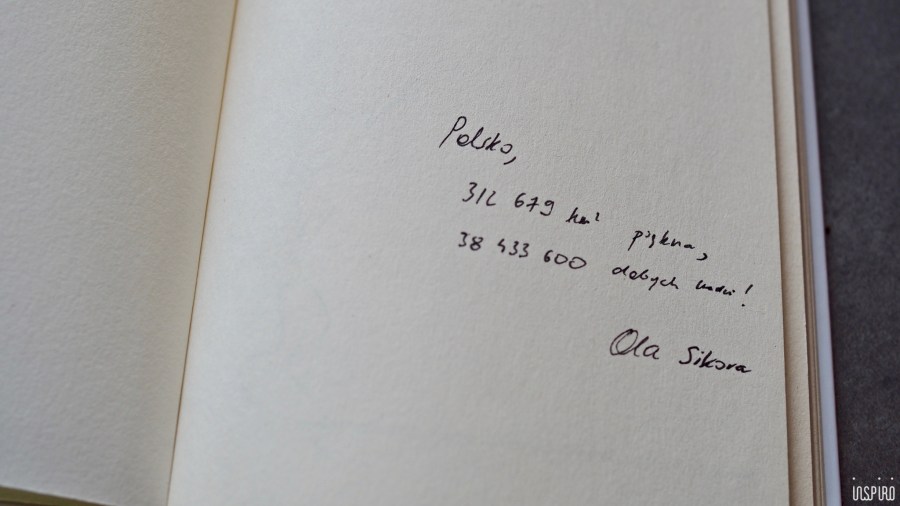 Polsko,
312 679 km²  piękna,
38 433 600 dobrych ludzi!
Ola Sikora
INSPIRO